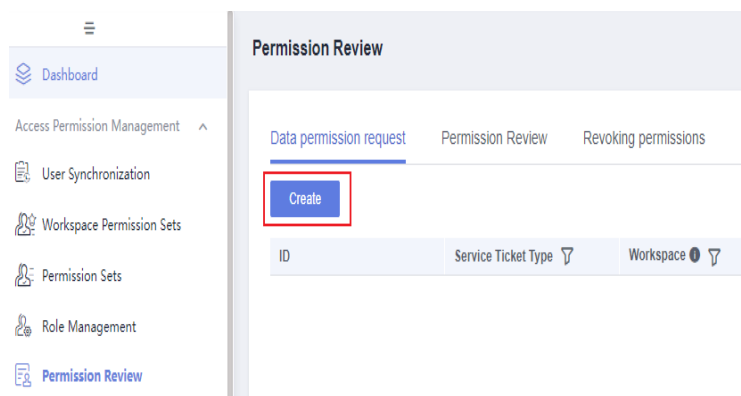 Dashboard
Access Permission Management
User Synchronization
Workspace Permission Sets
Permission Sets
Role Management
Permission Review
Permission Review
Data permission request Permission Review Revoking permissions
Create
ID Service Ticket Type Workspace